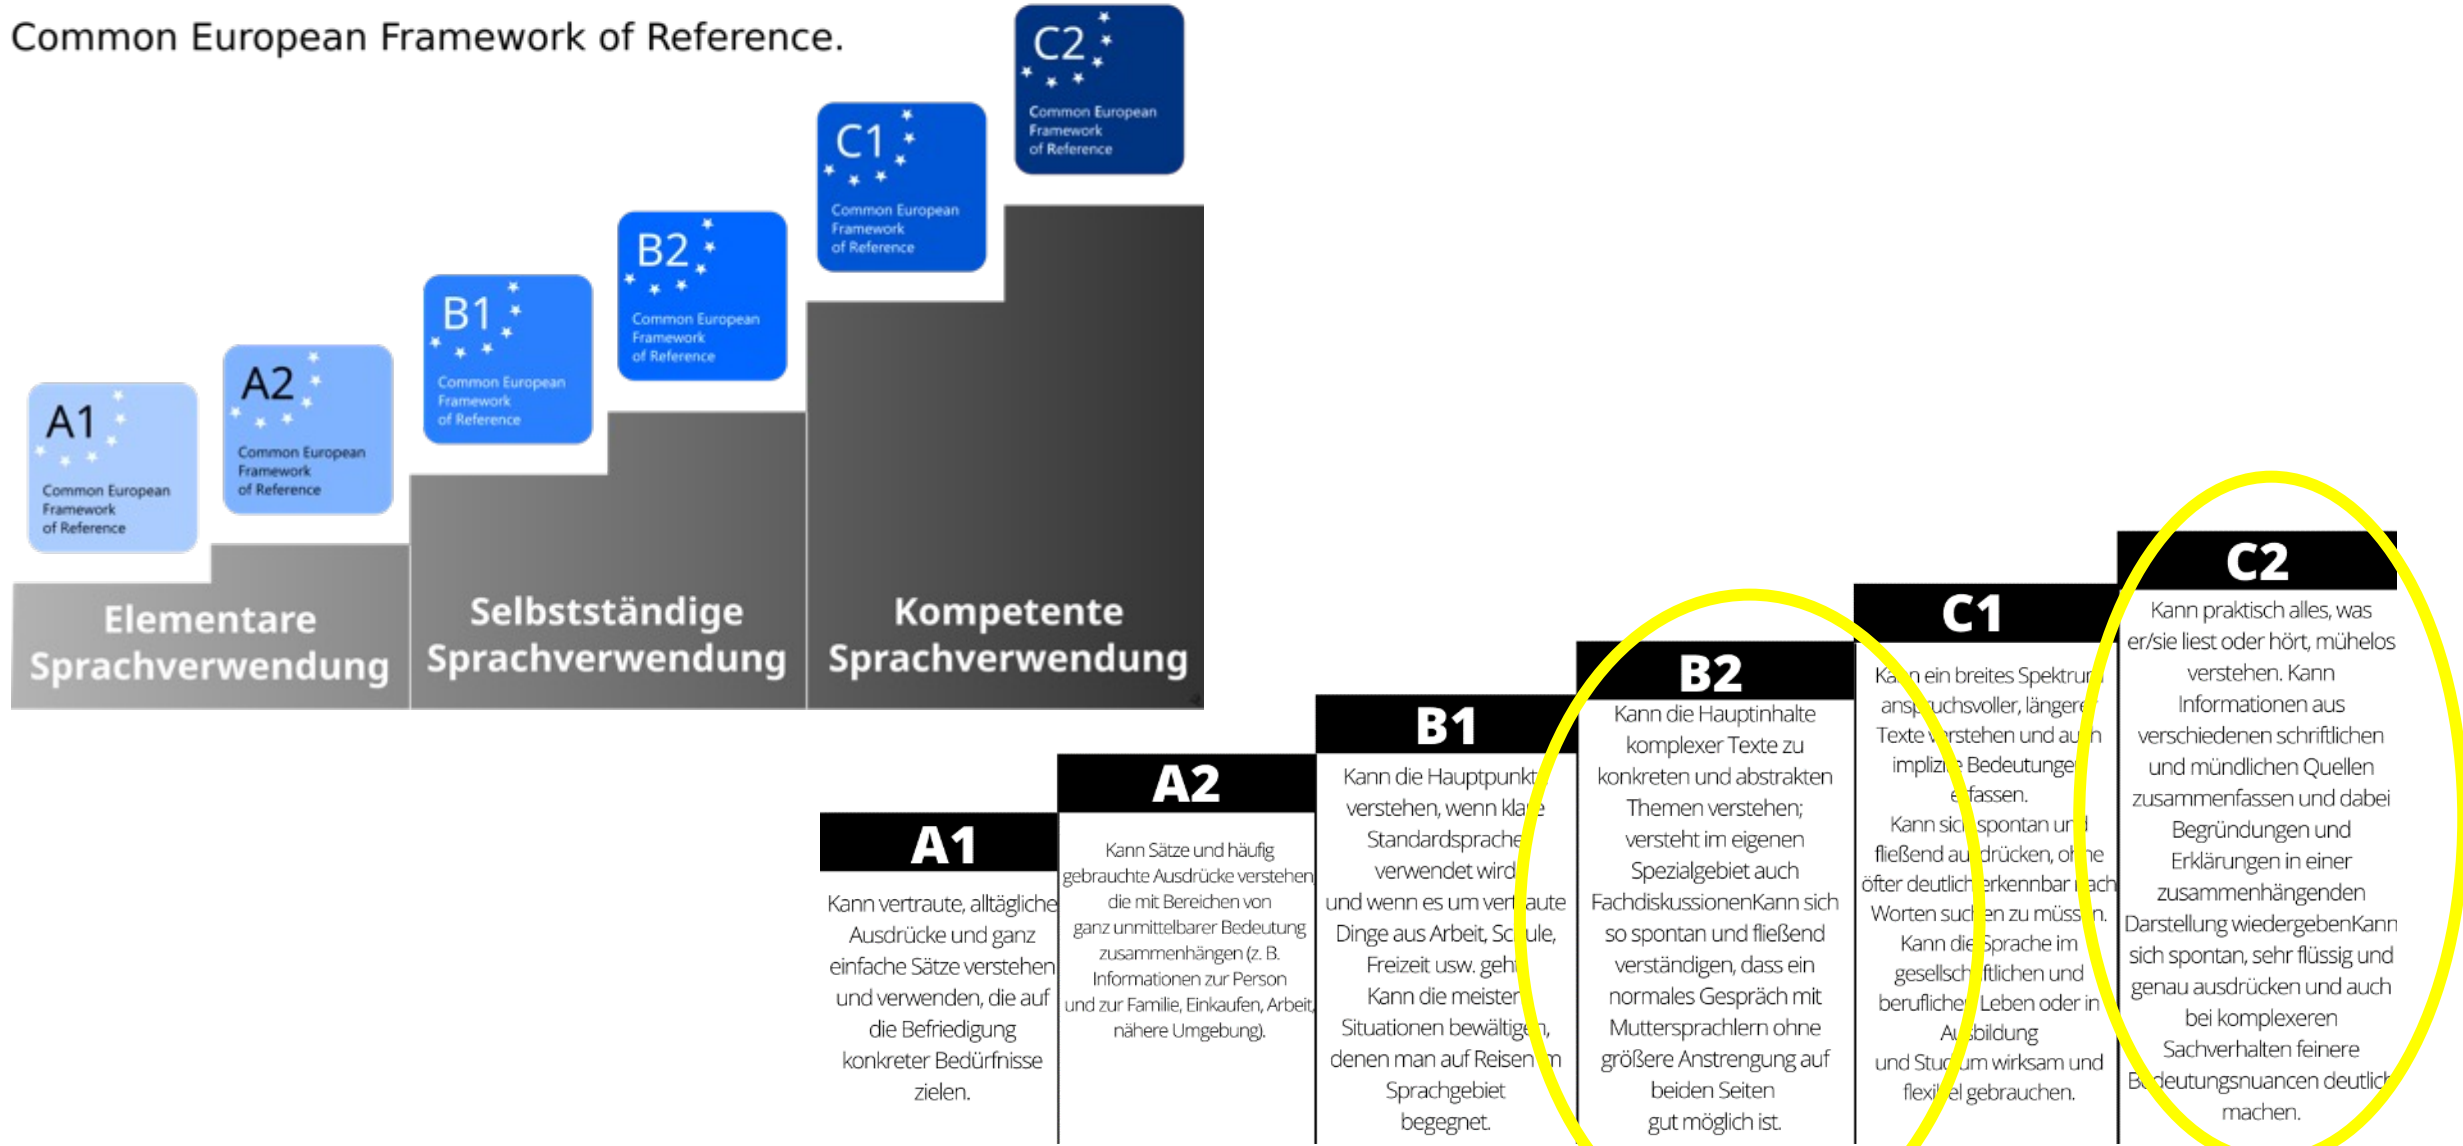 Common European Framework of Reference.
C2
Common European
Framework
of Reference
C1
Common European
Framework
of Reference
B2
Common European
Framework
of Reference
B1
Common European
Framework
of Reference
A2
Common European
Framework
of Reference
A1
Common European
Framework
of Reference
Elementare
Sprachverwendung
Selbstständige
Sprachverwendung
Kompetente
Sprachverwendung
A1
Kann vertraute, alltägliche
Ausdrücke und ganz
einfache Sätze verstehen
und verwenden, die auf
die Befriedigung
konkreter Bedürfnisse
zielen.
A2
Kann Sätze und häufig
gebrauchte Ausdrücke verstehen,
die mit Bereichen von
ganz unmittelbarer Bedeutung
zusammenhängen (z. B.
Informationen zur Person
und zur Familie, Einkaufen, Arbeit,
nähere Umgebung).
B1
Kann die Hauptpunkte
verstehen, wenn klare
Standardsprache
verwendet wird
und wenn es um vertraute
Dinge aus Arbeit, Schule,
Freizeit usw. geht.
Kann die meisten
Situationen bewältigen,
denen man auf Reisen im
Sprachgebiet
begegnet.
B2
Kann die Hauptinhalte
komplexer Texte zu
konkreten und abstrakten
Themen verstehen;
versteht im eigenen
Spezialgebiet auch
FachdiskussionenKann sich
so spontan und fließend
verständigen, dass ein
normales Gespräch mit
Muttersprachlern ohne
größere Anstrengung auf
beiden Seiten
gut möglich ist.
C1
Kann ein breites Spektrum
anspruchsvoller, längerer
Texte verstehen und auch
implizite Bedeutungen
erfassen.
Kann sich spontan und
fließend ausdrücken, ohne
öfter deutlich erkennbar nach
Worten suchen zu müssen.
Kann die Sprache im
gesellschaftlichen und
beruflichen Leben oder in
Ausbildung
und Studium wirksam und
flexibel gebrauchen.
C2
Kann praktisch alles, was
er/sie liest oder hört, mühelos
verstehen. Kann
Informationen aus
verschiedenen schriftlichen
und mündlichen Quellen
zusammenfassen und dabei
Begründungen und
Erklärungen in einer
zusammenhängenden
Darstellung wiedergebenKann
sich spontan, sehr flüssig und
genau ausdrücken und auch
bei komplexeren
Sachverhalten feinere
Bedeutungsnuancen deutlich
machen.